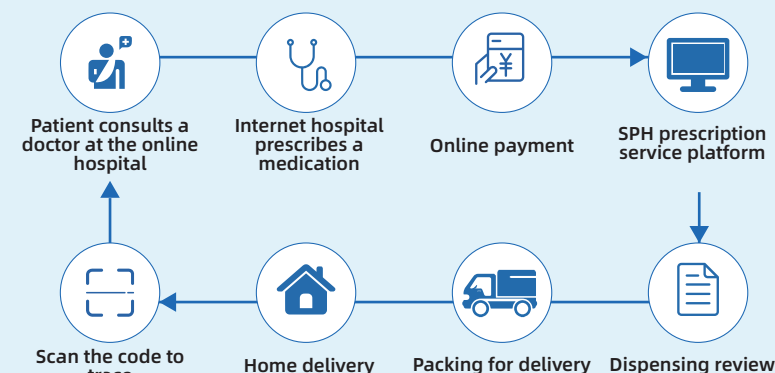 Patient consults a
doctor at the online
hospital
Internet hospital
prescribes a
medication
Online payment
¥
SPH prescription
service platform
Scan the code to
trace
Home delivery
Packing for delivery
Dispensing review